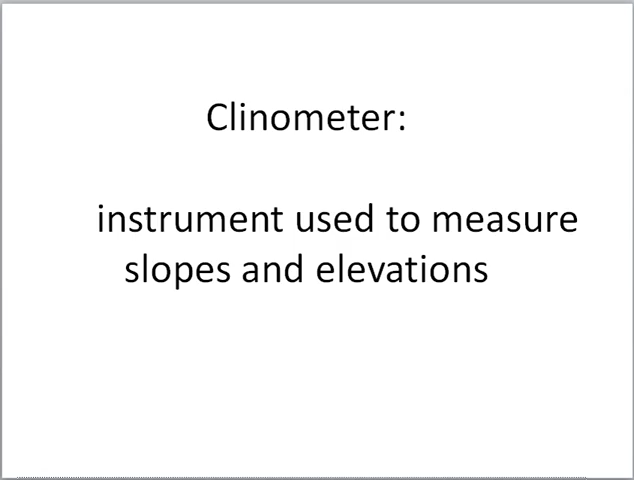 Clinometer:
instrument used to measure
slopes and elevations